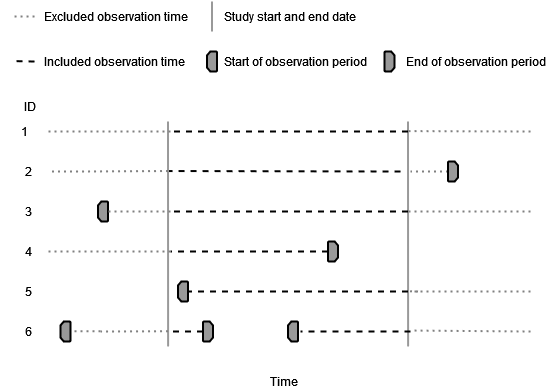 Excluded observation time
Study start and end date
Included observation time
Start of observation period
End of observation period
ID
1
2
3
4
5
6
Time